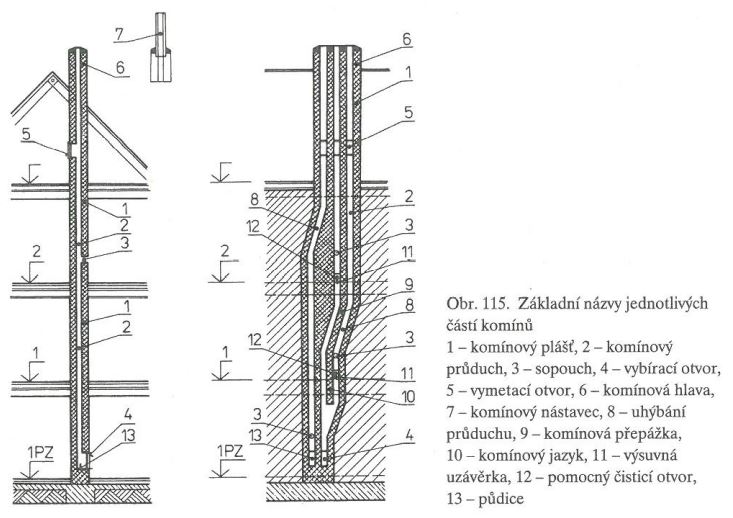 7
6
5
1
2
3
2
1
2
1
4
13
1PZ
6
1
5
2
8
12
3
11
2
9
8
3
12
1
11
10
3
13
4
1PZ
Obr. 115. Základní názvy jednotlivých
částí komínů
1 – komínový plášť, 2 – komínový
průduch, 3 – sopouch, 4 – vybírací otvor,
5 – vymetací otvor, 6 – komínová hlava,
7 – komínový nástavec, 8 – uhýbání
průduchu, 9 – komínová přepážka,
10 – komínový jazyk, 11 – výsuvná
uzávěrka, 12 – pomocný čisticí otvor,
13 – půdice